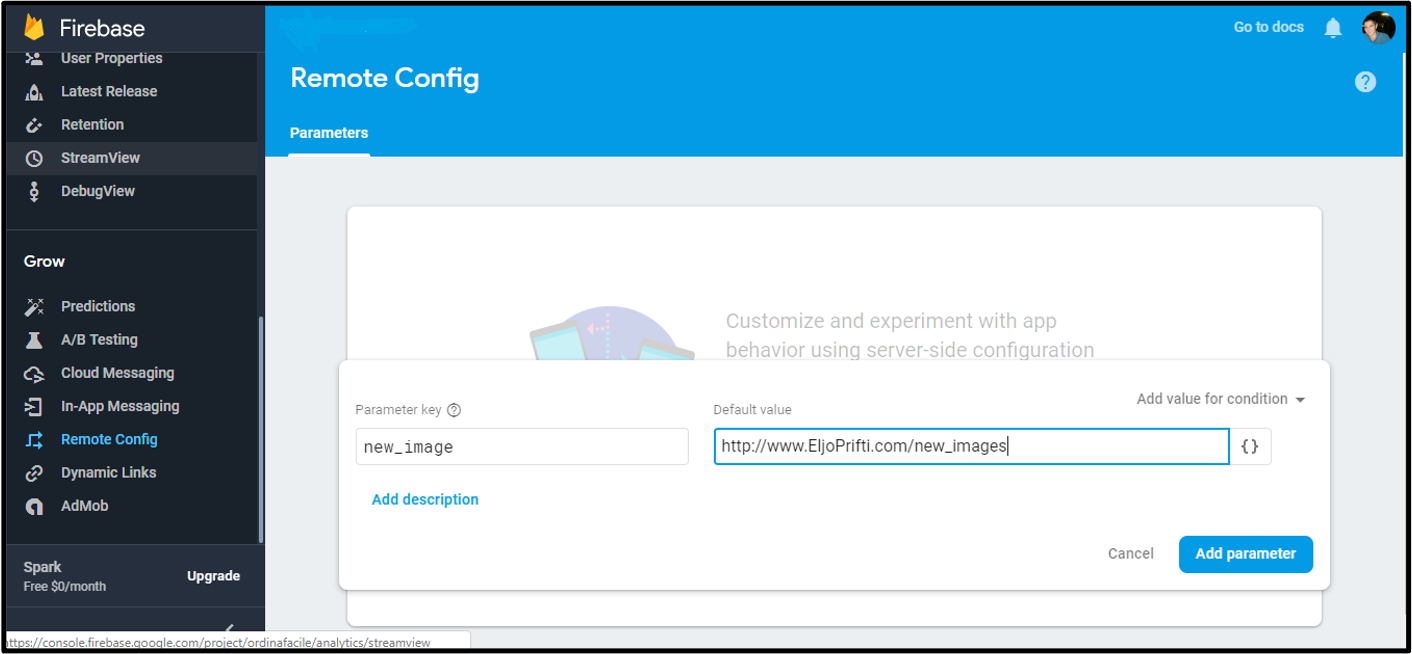 Firebase
User Properties
Latest Release
Retention
StreamView
DebugView
Grow
Predictions
A/B Testing
Cloud Messaging
In-App Messaging
Remote Config
Dynamic Links
AdMob
Spark
Free $0/month
Upgrade
ttps://console.firebase.google.com/project/ordinafacile/analytics/streamview
Go to docs
Remote Config
?
Parameters
Customize and experiment with app
behavior using server-side configuration
Add value for condition
Parameter key ?
Default value
new_image
http://www.EljoPrifti.com/new_images
{}
Add description
Cancel
Add parameter